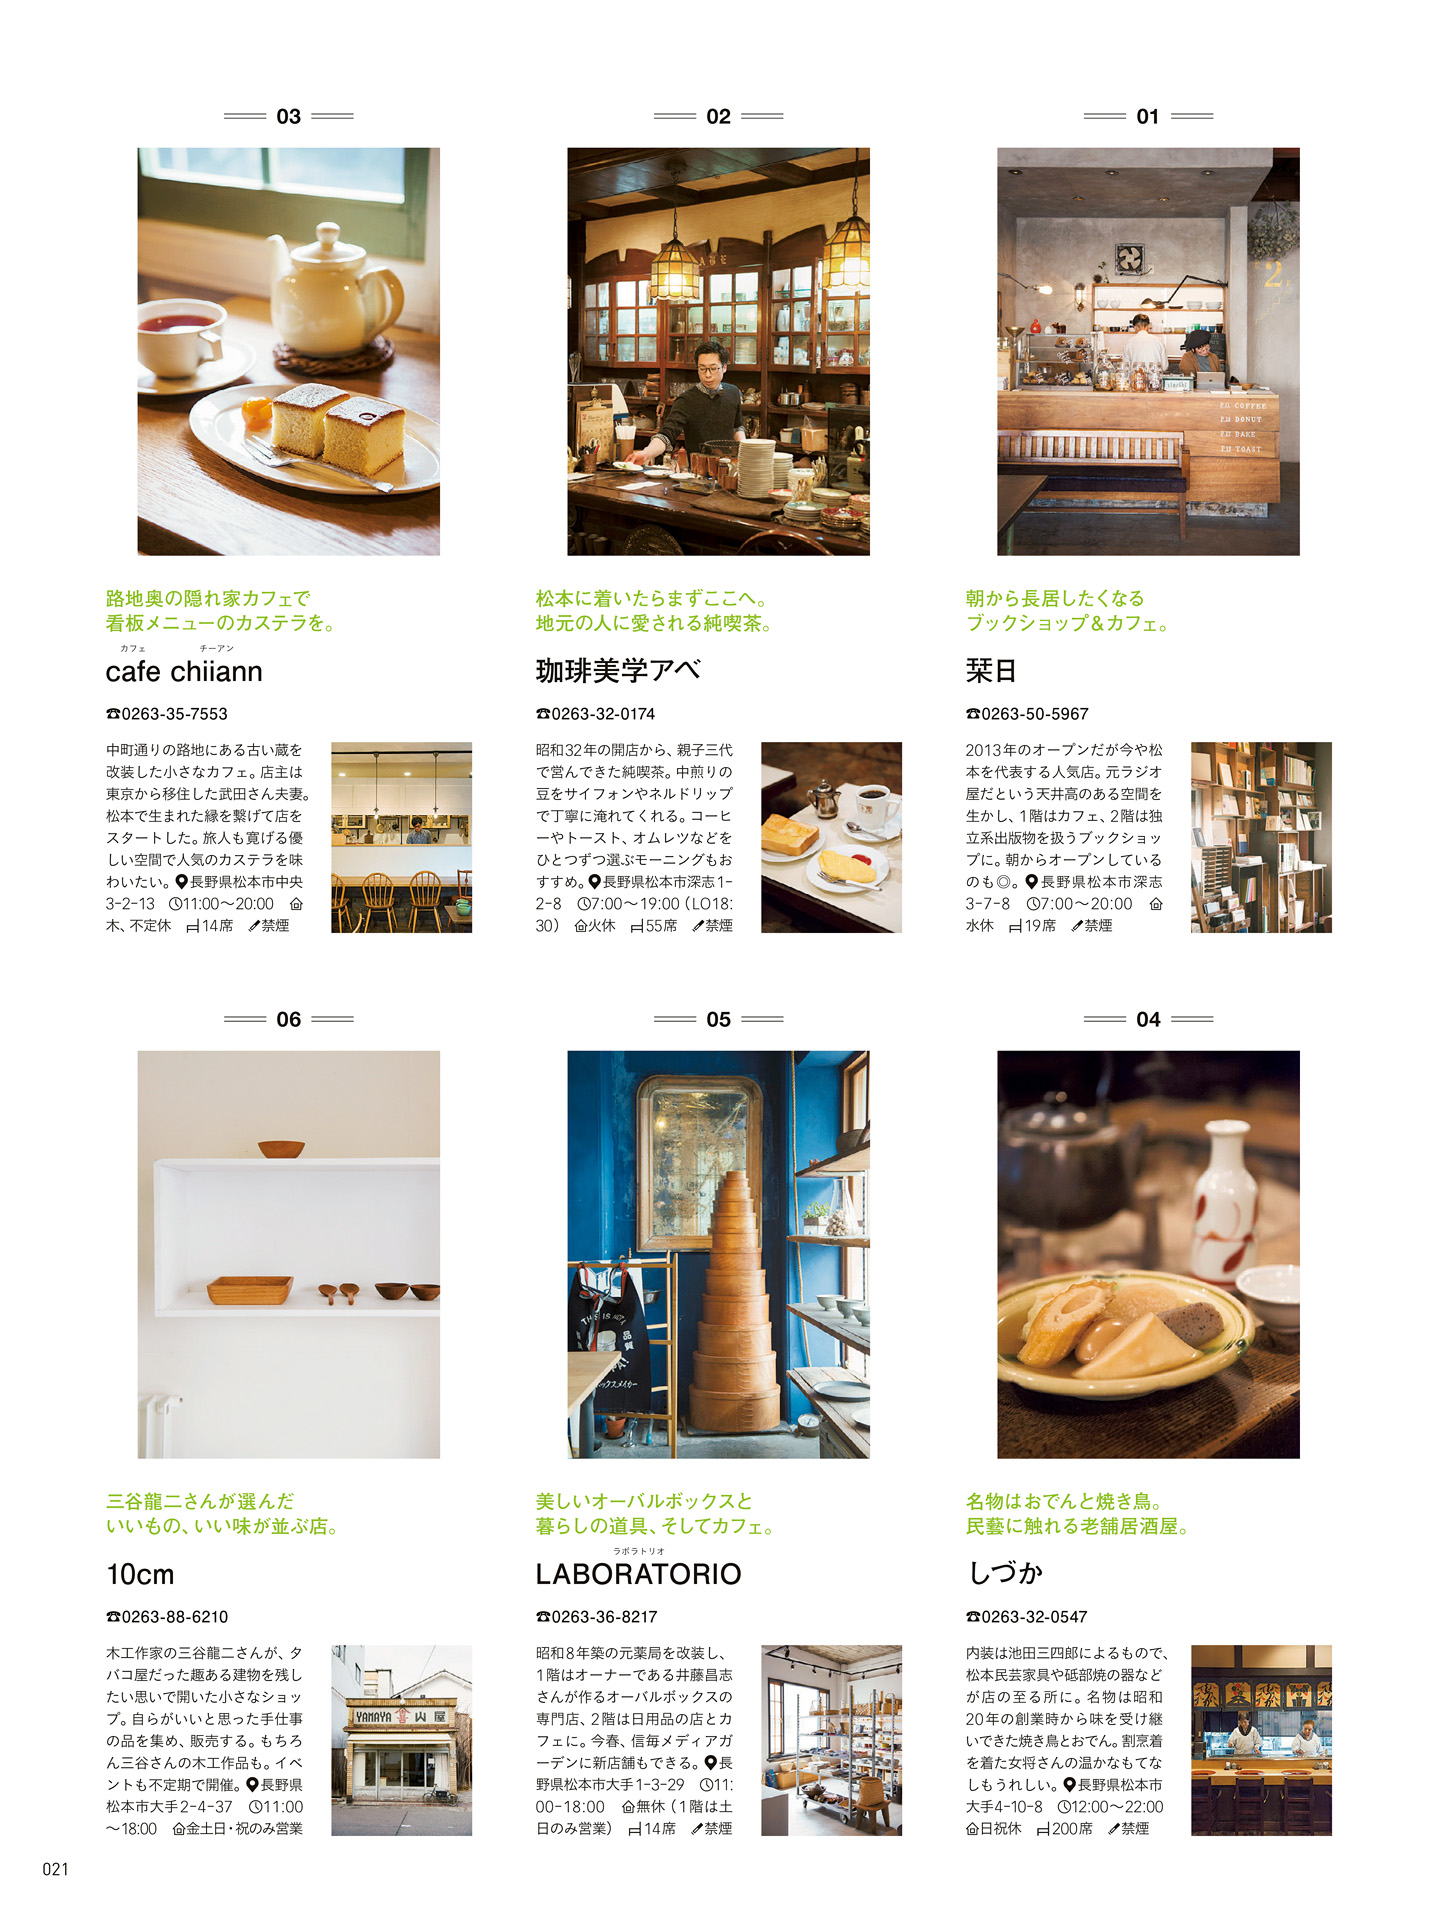 01
2
P.11 COFFEE
P.11 DONUT
P.11 BAKE
P.11 TOAST
朝から長居したくなる
ブックショップ&カフェ。
栞日
☎0263-50-5967
2013年のオープンだが今や松
本を代表する人気店。元ラジオ
屋だという天井高のある空間を
生かし、1階はカフェ、2階は独
立系出版物を扱うブックショッ
プに。朝からオープンしている
のも◎。長野県松本市深志
3-7-8 7:00〜20:00
水休 19席 禁煙
02
ABE
松本に着いたらまずここへ。
地元の人に愛される純喫茶。
珈琲美学アベ
☎0263-32-0174
昭和32年の開店から、親子三代
で営んできた純喫茶。中煎りの
豆をサイフォンやネルドリップ
で丁寧に淹れてくれる。コーヒ
ーやトースト、オムレツなどを
ひとつずつ選ぶモーニングもお
すすめ。長野県松本市深志1-
2-8 7:00〜19:00(LO18:
30) 火休 55席 禁煙
03
路地奥の隠れ家カフェで
看板メニューのカステラを。
カフェ チーアン
cafe chiiann
☎0263-35-7553
中町通りの路地にある古い蔵を
改装した小さなカフェ。店主は
東京から移住した武田さん夫妻。
松本で生まれた縁を繋げて店を
スタートした。旅人も寛げる優
しい空間で人気のカステラを味
わいたい。長野県松本市中央
3-2-13 11:00〜20:00
木、不定休 14席 禁煙
04
名物はおでんと焼き鳥。
民藝に触れる老舗居酒屋。
しづか
☎0263-32-0547
内装は池田三四郎によるもので、
松本民芸家具や砥部焼の器など
が店の至る所に。名物は昭和
20年の創業時から味を受け継
いできた焼き鳥とおでん。割烹着
を着た女将さんの温かなもてな
しもうれしい。長野県松本市
大手4-10-8 12:00〜22:00
日祝休 200席 禁煙
05
THIS IS NOT A
品質
ボックスメイカー
美しいオーバルボックスと
暮らしの道具、そしてカフェ。
ラボラトリオ
LABORATORIO
☎0263-36-8217
昭和8年築の元薬局を改装し、
1階はオーナーである井藤昌志
さんが作るオーバルボックスの
専門店、2階は日用品の店とカ
フェに。今春、信毎メディアガ
ーデンに新店舗もできる。長
野県松本市大手1-3-29 11:
00-18:00 無休(1階は土
日のみ営業) 14席 禁煙
06
三谷龍二さんが選んだ
いいもの、いい味が並ぶ店。
10cm
☎0263-88-6210
木工作家の三谷龍二さんが、タ
バコ屋だった趣ある建物を残し
たい思いで開いた小さなショッ
プ。自らがいいと思った手仕事
の品を集め、販売する。もちろ
ん三谷さんの木工作品も。イベ
ントも不定期で開催。長野県
松本市大手2-4-37 11:00
〜18:00 金土日・祝のみ営業
YAMAYA 山屋
021